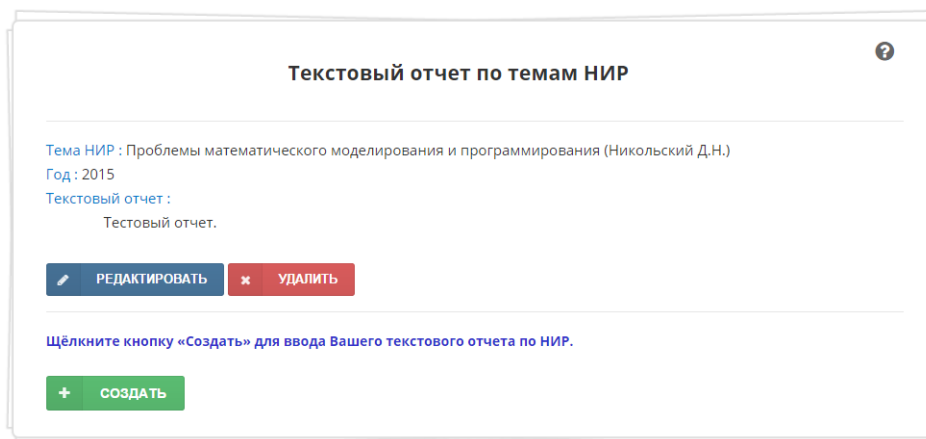 Текстовый отчет по темам НИР
Тема НИР : Проблемы математического моделирования и программирования (Никольский Д.Н.)
Год : 2015
Текстовый отчет :
Тестовый отчет.
РЕДАКТИРОВАТЬ УДАЛИТЬ
Щёлкните кнопку «Создать» для ввода Вашего текстового отчета по НИР.
СОЗДАТЬ